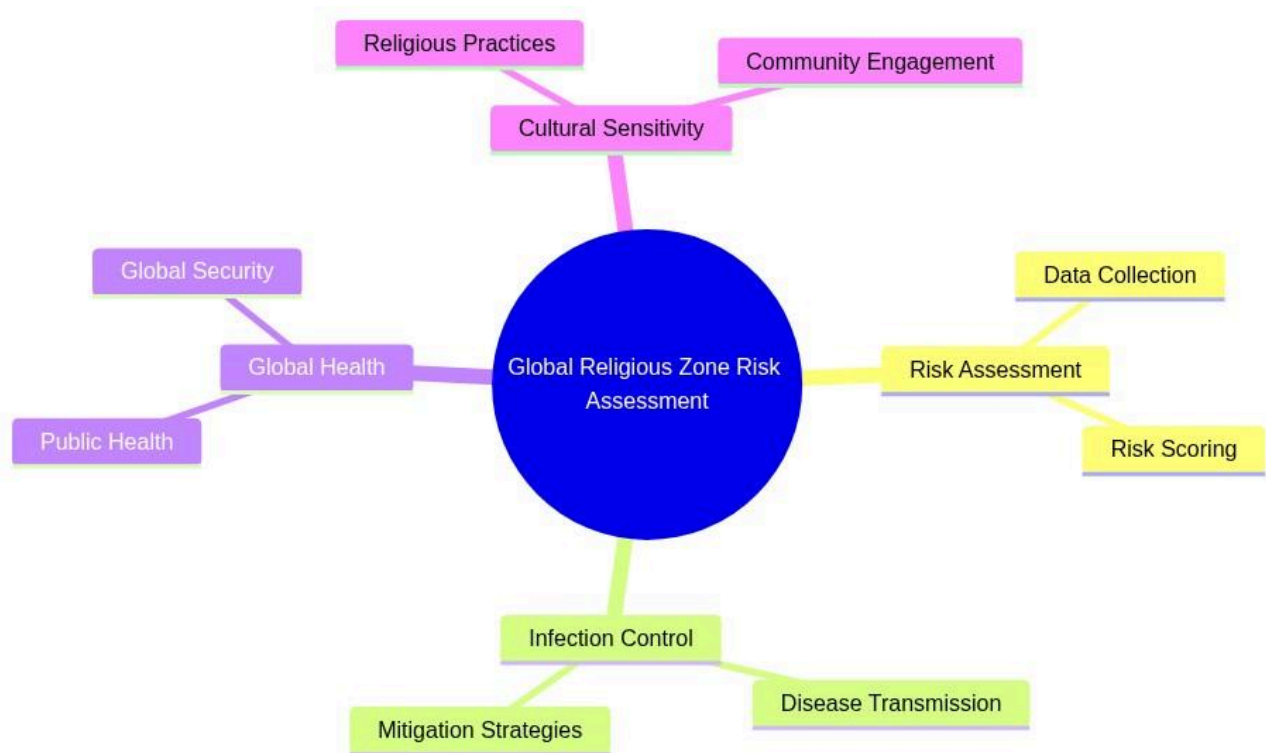 Religious Practices
Community Engagement
Cultural Sensitivity
Global Security
Data Collection
Global Health
Global Religious Zone Risk
Assessment
Risk Assessment
Public Health
Risk Scoring
Infection Control
Disease Transmission
Mitigation Strategies